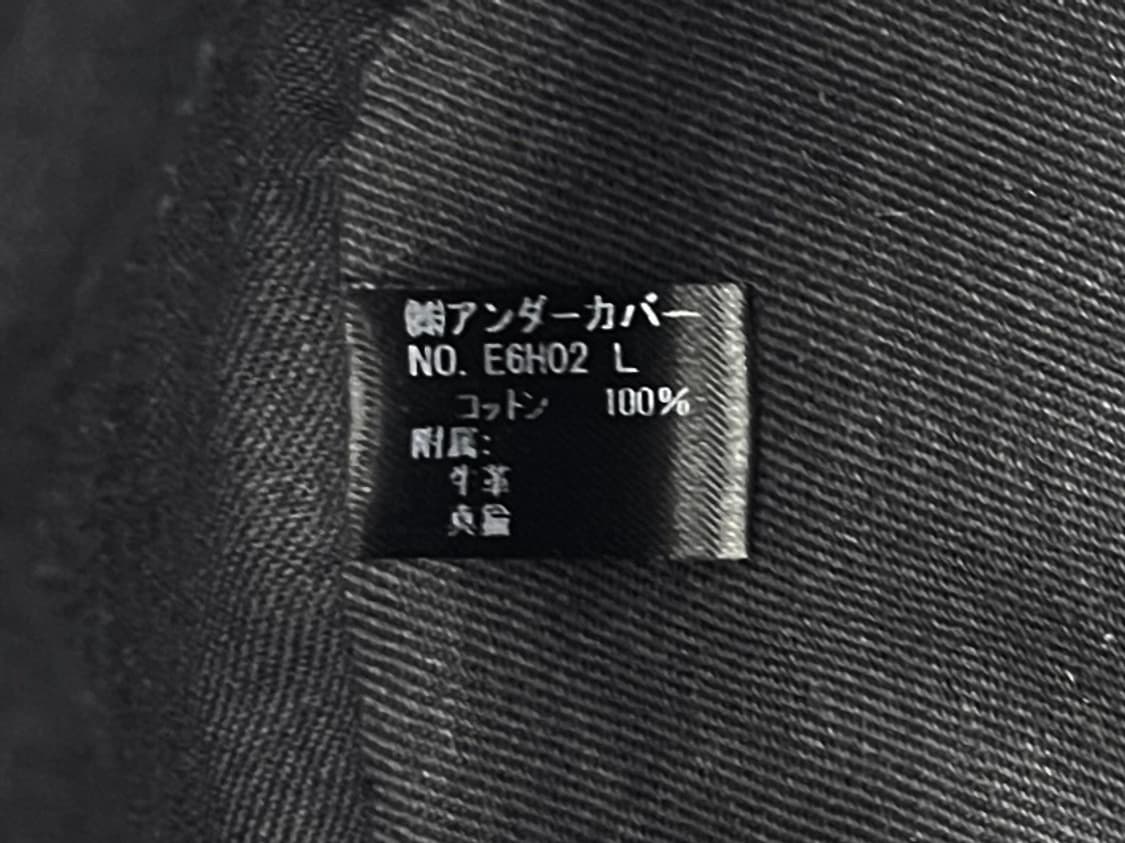 ㈱アンダーカバー
NO. E6H02 L
コットン 100%
附属:
牛革
真鍮